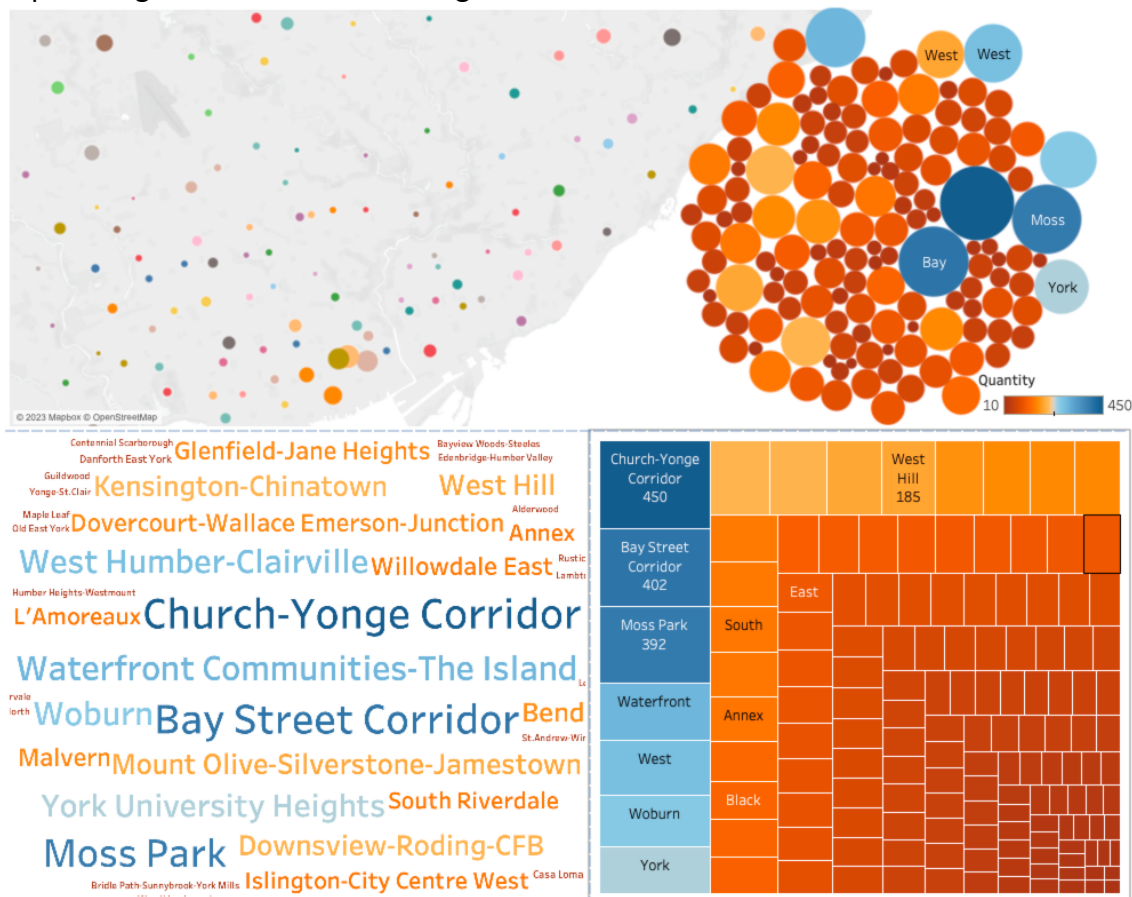 West
West
Moss
Bay
York
Quantity
10
450
© 2023 Mapbox © OpenStreetMap
Centennial Scarborough
Glenfield-Jane Heights
Bayview Woods-Steeles
Danforth East York
Edenbridge-Humber Valley
Guildwood
Kensington-Chinatown
West Hill
Yonge-St.Clair
Maple Leaf
Dovercourt-Wallace Emerson-Junction
Alderwood
Old East York
Annex
West Humber-Clairville
Willowdale East
Rustic
Lambt
Humber Heights-Westmount
L'Amoreaux
Church-Yonge Corridor
Waterfront Communities-The Island
Woburn
Bay Street Corridor
Bend
St.Andrew-Wi
Malvern
Mount Olive-Silverstone-Jamestown
York University Heights
South Riverdale
Moss Park
Downsview-Roding-CFB
Bridle Path-Sunnybrook-York Mills
Islington-City Centre West
Casa Loma
Church-Yonge
Corridor
450
Bay Street
Corridor
402
Moss Park
392
Waterfront
West
Woburn
York
West
Hill
185
East
South
Annex
Black